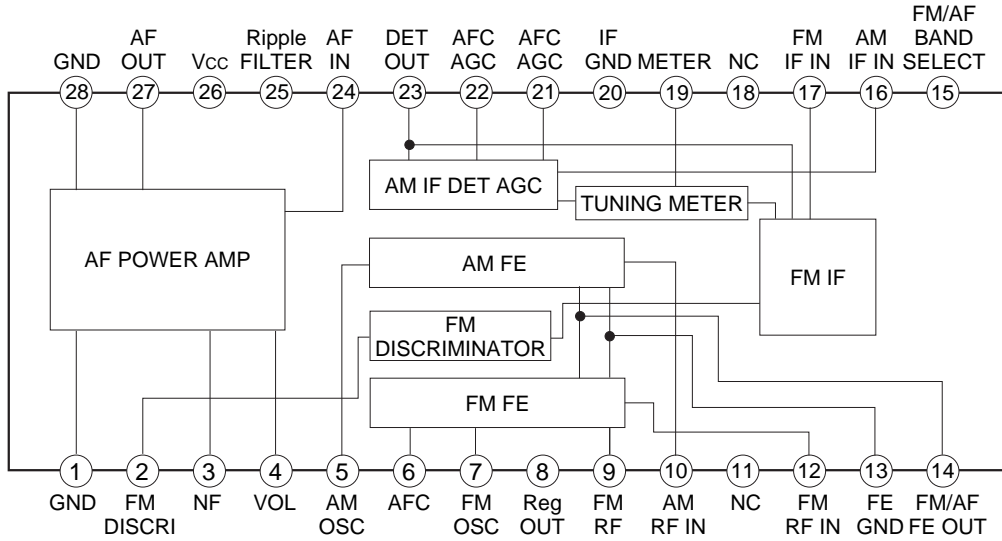 GND
AF
OUT
Vcc
Ripple
FILTER
AF
IN
DET
OUT
AFC
AGC
AFC
AGC
IF
GND
METER
NC
FM
IF IN
AM
IF IN
FM/AF
BAND
SELECT
28
27
26
25
24
23
22
21
20
19
18
17
16
15
AM IF DET AGC
TUNING METER
AF POWER AMP
AM FE
FM IF
FM
DISCRIMINATOR
FM FE
1
2
3
4
5
6
7
8
9
10
11
12
13
14
GND
FM
DISCRI
NF
VOL
AM
OSC
AFC
FM
OSC
Reg
OUT
FM
RF
AM
RF IN
NC
FM
RF IN
FE
GND
FM/AF
FE OUT